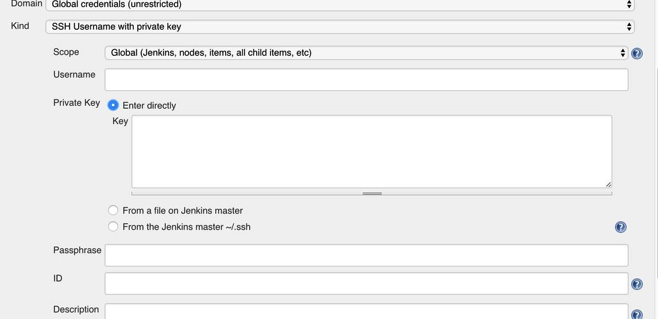 Domain Global credentials (unrestricted)
Kind SSH Username with private key
Scope Global (Jenkins, nodes, items, all child items, etc)
Username
Private Key Enter directly
Key
From a file on Jenkins master
From the Jenkins master ~/.ssh
Passphrase
ID
Description